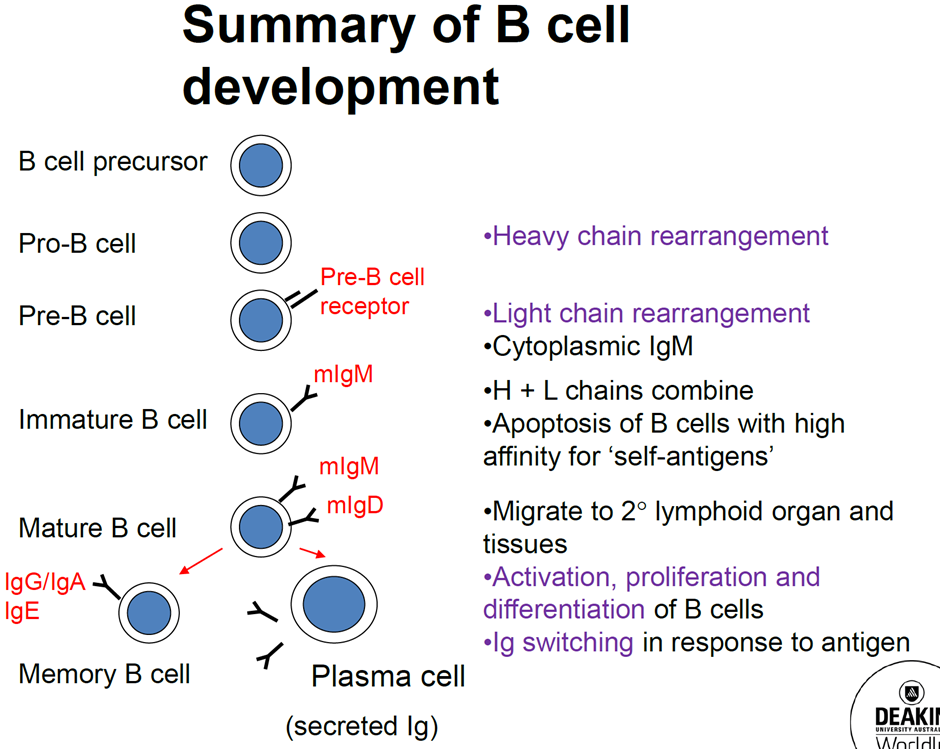 Summary of B cell
development
B cell precursor
Pro-B cell
•Heavy chain rearrangement
Pre-B cell
receptor
Pre-B cell
•Light chain rearrangement
•Cytoplasmic IgM
mIgM
Immature B cell
•H + L chains combine
•Apoptosis of B cells with high
affinity for ‘self-antigens’
mIgM
mIgD
Mature B cell
•Migrate to 2° lymphoid organ and
tissues
•Activation, proliferation and
differentiation of B cells
•Ig switching in response to antigen
IgG/IgA
IgE
Memory B cell
Plasma cell
(secreted Ig)
DEAKIN
UNIVERSITY AUSTRALI
Worldly